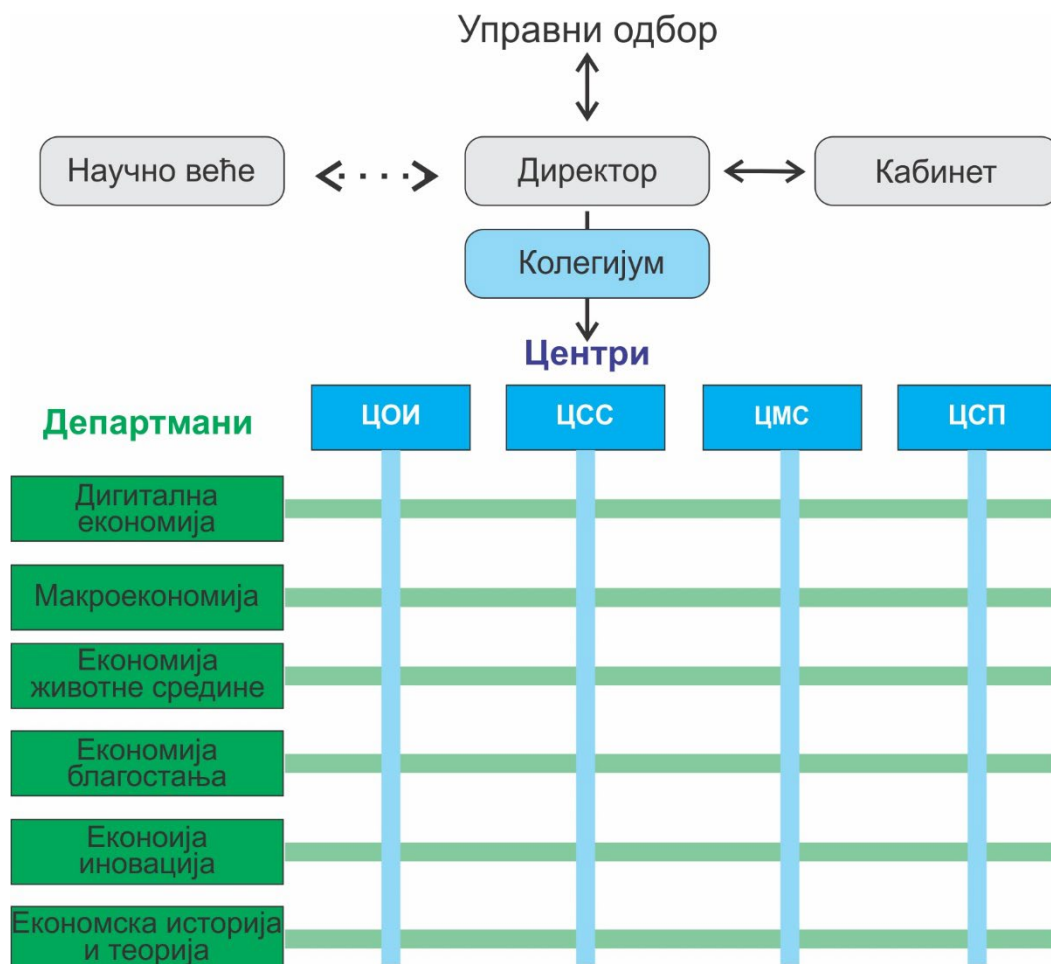 Управни одбор
Научно веће
Директор
Кабинет
Колегијум
Центри
Департмани
ЦОИ
ЦСС
ЦМС
ЦСП
Дигитална
економија
Макроекономија
Економија
животне средине
Економија
благостања
Еконоија
иновација
Економска историја
и теорија